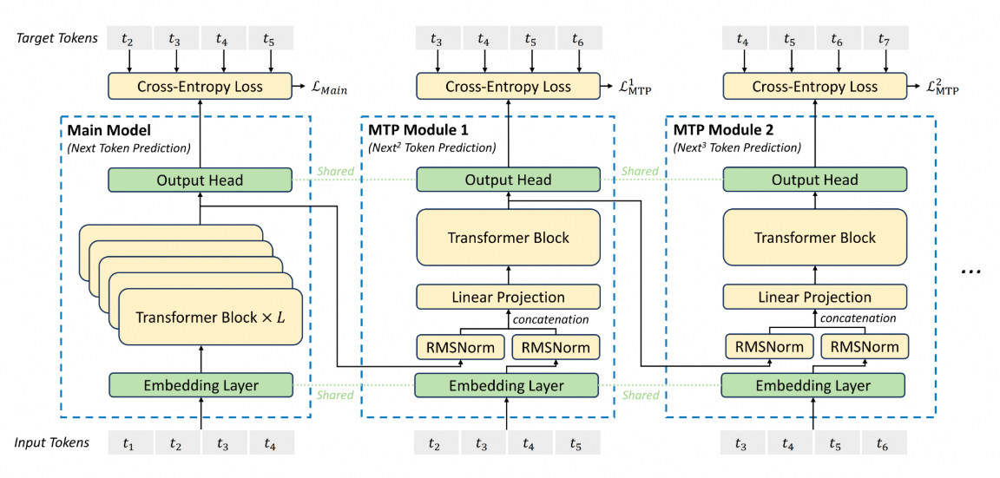 Target Tokens t₂ t₃ t₄ t₅ t₃ t₄ t₅ t₆ t₄ t₅ t₆ t₇
Cross-Entropy Loss ℒ_Main Cross-Entropy Loss ℒ¹_MTP Cross-Entropy Loss ℒ²_MTP
Main Model
(Next Token Prediction)
Output Head
Transformer Block × L
Embedding Layer
Shared
Shared
MTP Module 1
(Next² Token Prediction)
Output Head
Transformer Block
Linear Projection
concatenation
RMSNorm RMSNorm
Embedding Layer
Shared
Shared
MTP Module 2
(Next³ Token Prediction)
Output Head
Transformer Block
Linear Projection
concatenation
RMSNorm RMSNorm
Embedding Layer
...
Input Tokens t₁ t₂ t₃ t₄ t₂ t₃ t₄ t₅ t₃ t₄ t₅ t₆